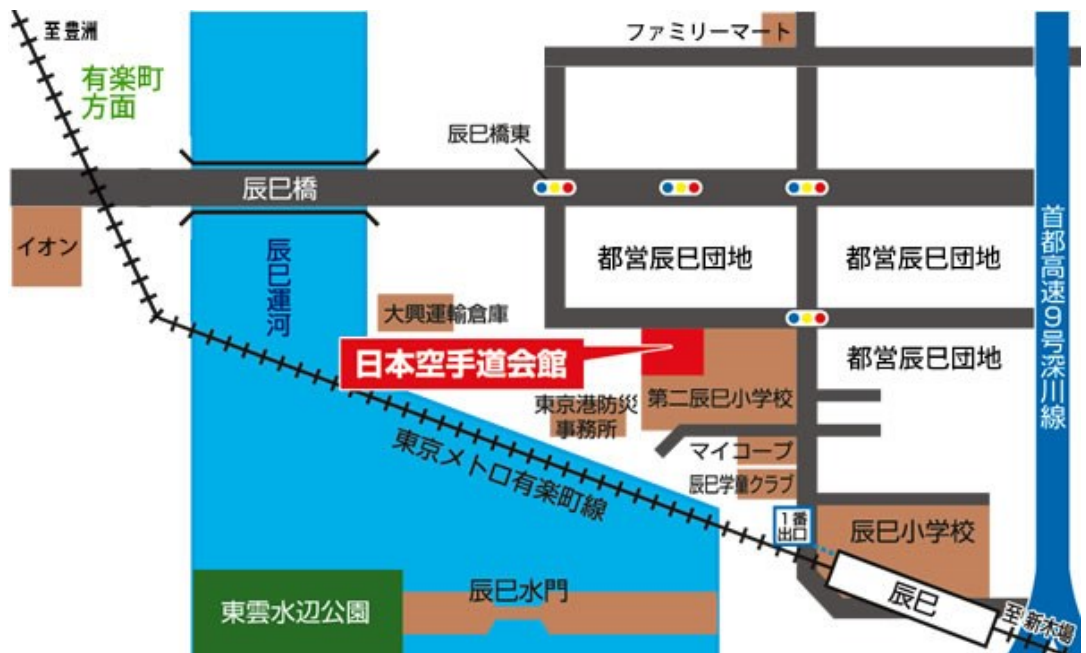 至豊洲
有楽町
方面
ファミリーマート
辰巳橋東
辰巳橋
イオン
辰巳運河
都営辰巳団地
都営辰巳団地
首都高速9号深川線
大興運輸倉庫
日本空手道会館
都営辰巳団地
東京港防災
事務所
第二辰巳小学校
マイコープ
辰巳学童クラブ
東京メトロ有楽町線
1番
出口
辰巳小学校
辰巳水門
東雲水辺公園
辰巳
至新木場